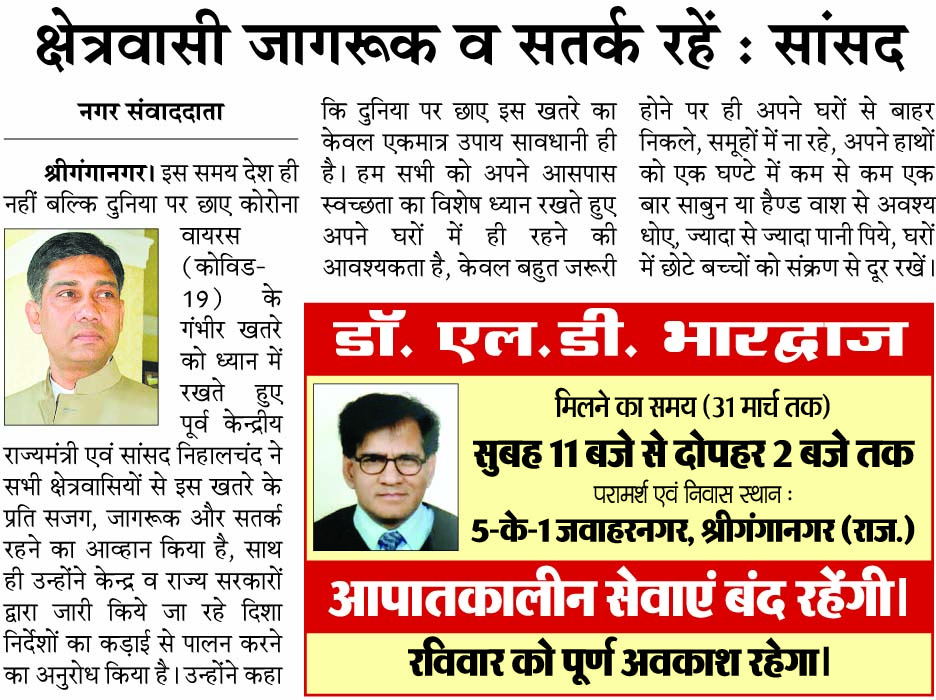 क्षेत्रवासी जागरूक व सतर्क रहें : सांसद
नगर संवाददाता
श्रीगंगानगर। इस समय देश ही
नहीं बल्कि दुनिया पर छाए कोरोना
वायरस
(कोविड-
19) के
गंभीर खतरे
को ध्यान में
रखते हुए
पूर्व केन्द्रीय
राज्यमंत्री एवं सांसद निहालचंद ने
सभी क्षेत्रवासियों से इस खतरे के
प्रति सजग, जागरूक और सतर्क
रहने का आव्हान किया है, साथ
ही उन्होंने केन्द्र व राज्य सरकारों
द्वारा जारी किये जा रहे दिशा
निर्देशों का कड़ाई से पालन करने
का अनुरोध किया है। उन्होंने कहा
कि दुनिया पर छाए इस खतरे का
केवल एकमात्र उपाय सावधानी ही
है। हम सभी को अपने आसपास
स्वच्छता का विशेष ध्यान रखते हुए
अपने घरों में ही रहने की
आवश्यकता है, केवल बहुत जरूरी
होने पर ही अपने घरों से बाहर
निकले, समूहों में ना रहे, अपने हाथों
को एक घण्टे में कम से कम एक
बार साबुन या हैण्ड वाश से अवश्य
धोए, ज्यादा से ज्यादा पानी पिये, घरों
में छोटे बच्चों को संक्रण से दूर रखें।
डॉ. एल.डी. भारद्वाज
मिलने का समय (31 मार्च तक)
सुबह 11 बजे से दोपहर 2 बजे तक
परामर्श एवं निवास स्थान :
5-के-1 जवाहरनगर, श्रीगंगानगर (राज.)
आपातकालीन सेवाएं बंद रहेंगी।
रविवार को पूर्ण अवकाश रहेगा।